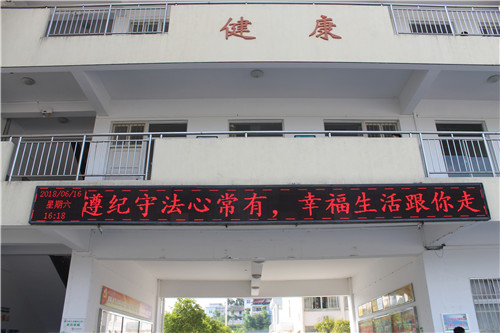 健康
2018/06/16
星期六
16:18
遵纪守法心常有，幸福生活跟你走